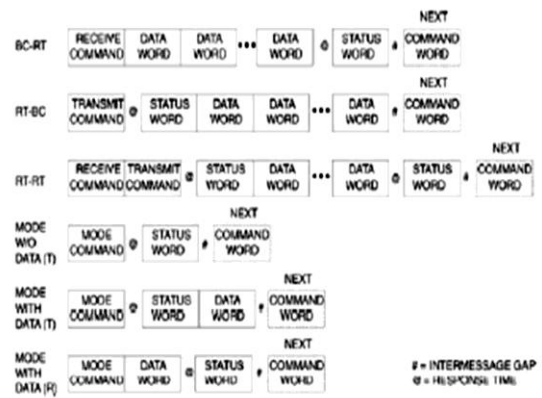 NEXT
BC-RT RECEIVE COMMAND DATA WORD DATA WORD ••• DATA WORD @ STATUS WORD # COMMAND WORD
NEXT
RT-BC TRANSMIT COMMAND @ STATUS WORD DATA WORD DATA WORD ••• DATA WORD # COMMAND WORD
NEXT
RT-RT RECEIVE COMMAND TRANSMIT COMMAND @ STATUS WORD DATA WORD ••• DATA WORD @ STATUS WORD # COMMAND WORD
NEXT
MODE W/O DATA (T) MODE COMMAND @ STATUS WORD # COMMAND WORD
NEXT
MODE WITH DATA (T) MODE COMMAND @ STATUS WORD DATA WORD # COMMAND WORD
NEXT
MODE WITH DATA (R) MODE COMMAND DATA WORD @ STATUS WORD # COMMAND WORD
# = INTERMESSAGE GAP
@ = RESPONSE TIME